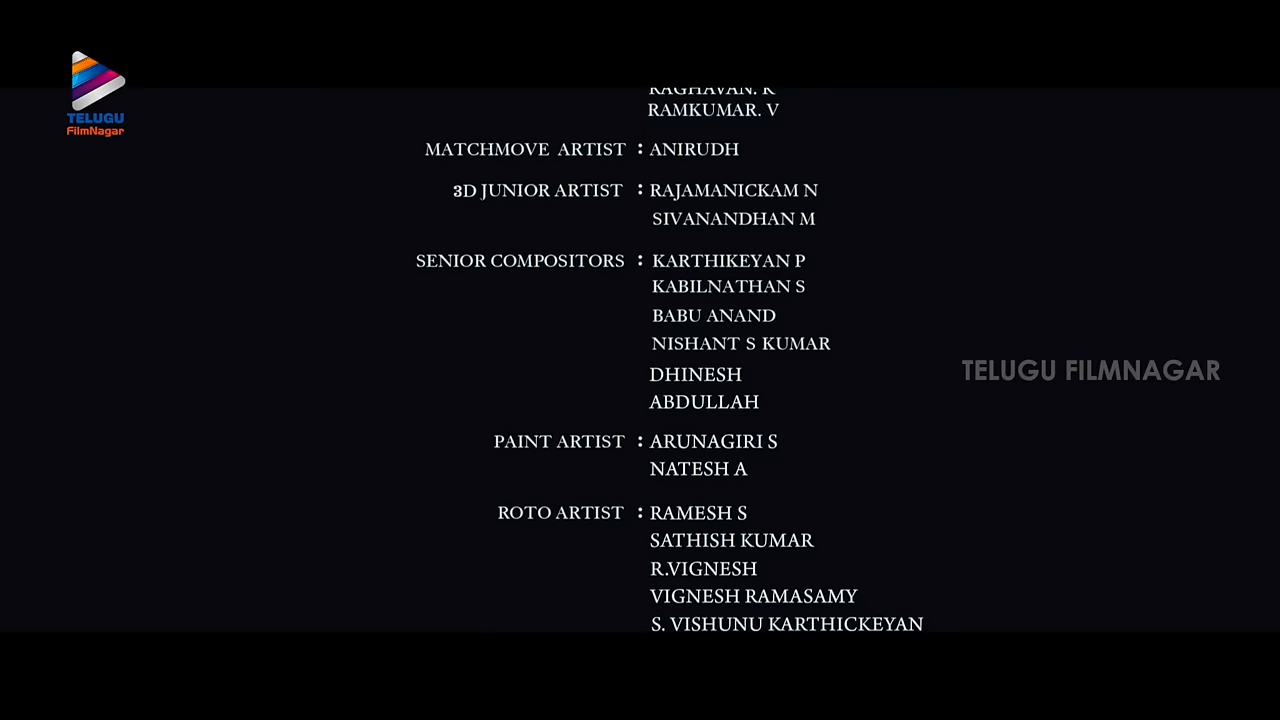 TELUGU
FilmNagar
RAGHAVAN. K
RAMKUMAR. V
MATCHMOVE ARTIST : ANIRUDH
3D JUNIOR ARTIST : RAJAMANICKAM N
SIVANANDHAN M
SENIOR COMPOSITORS : KARTHIKEYAN P
KABILNATHAN S
BABU ANAND
NISHANT S KUMAR
TELUGU FILMNAGAR
DHINESH
ABDULLAH
PAINT ARTIST : ARUNAGIRI S
NATESH A
ROTO ARTIST : RAMESH S
SATHISH KUMAR
R.VIGNESH
VIGNESH RAMASAMY
S. VISHUNU KARTHICKEYAN